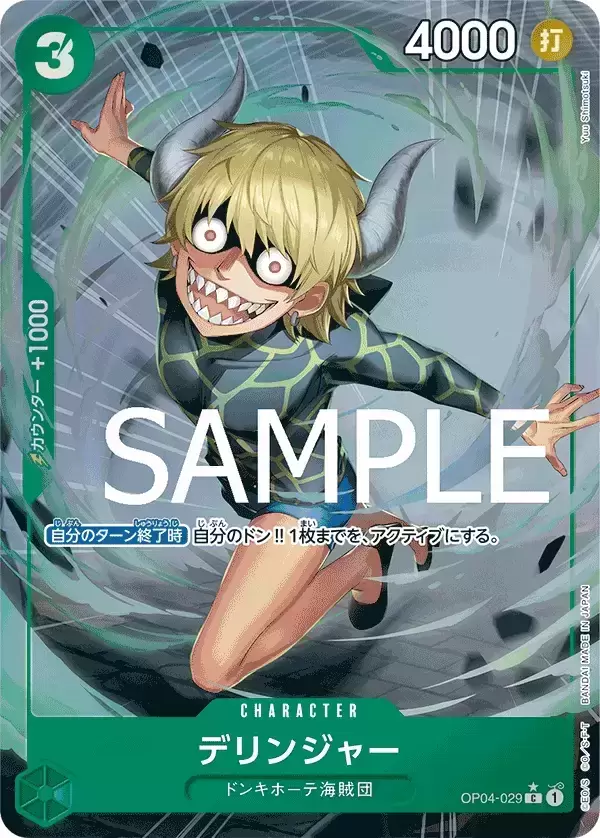 3
4000
打
Yuu Shimotsuki
カウンター +1000
SAMPLE
自分のターン終了時 自分のドン!!1枚までを、アクティブにする。
CHARACTER
デリンジャー
ドンキホーテ海賊団
OP04-029 C 1
©EO/S ©O/S・F・T BANDAI MADE IN JAPAN